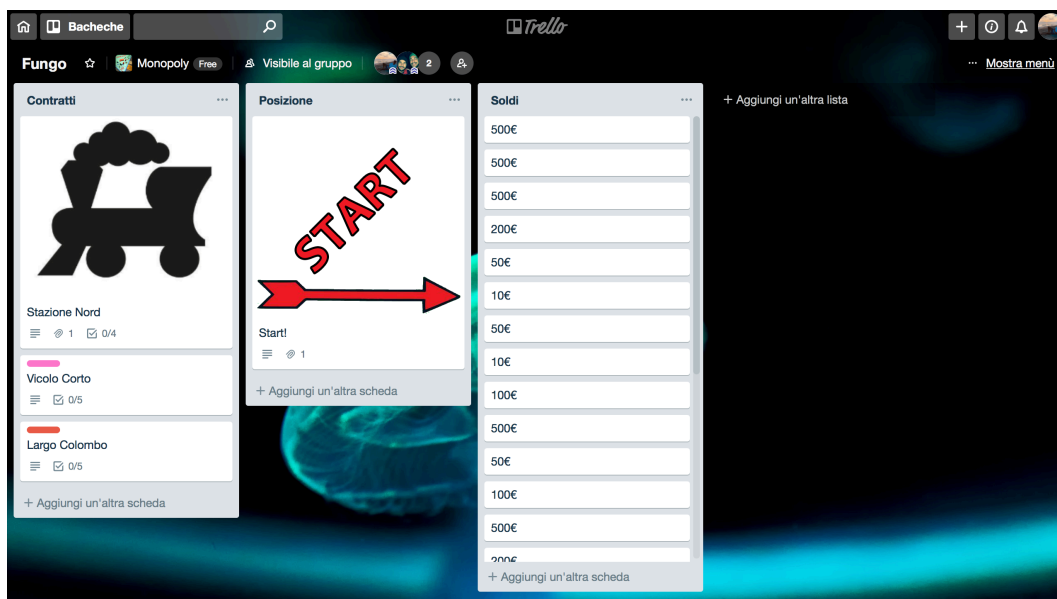 Bacheche
Trello
Fungo
Monopoly Free
Visibile al gruppo
2
Mostra menù
Contratti
Stazione Nord
1 0/4
Vicolo Corto
0/5
Largo Colombo
0/5
+ Aggiungi un'altra scheda
Posizione
START
Start!
1
+ Aggiungi un'altra scheda
Soldi
500€
500€
500€
200€
50€
10€
50€
10€
100€
500€
50€
100€
500€
200€
+ Aggiungi un'altra scheda
+ Aggiungi un'altra lista